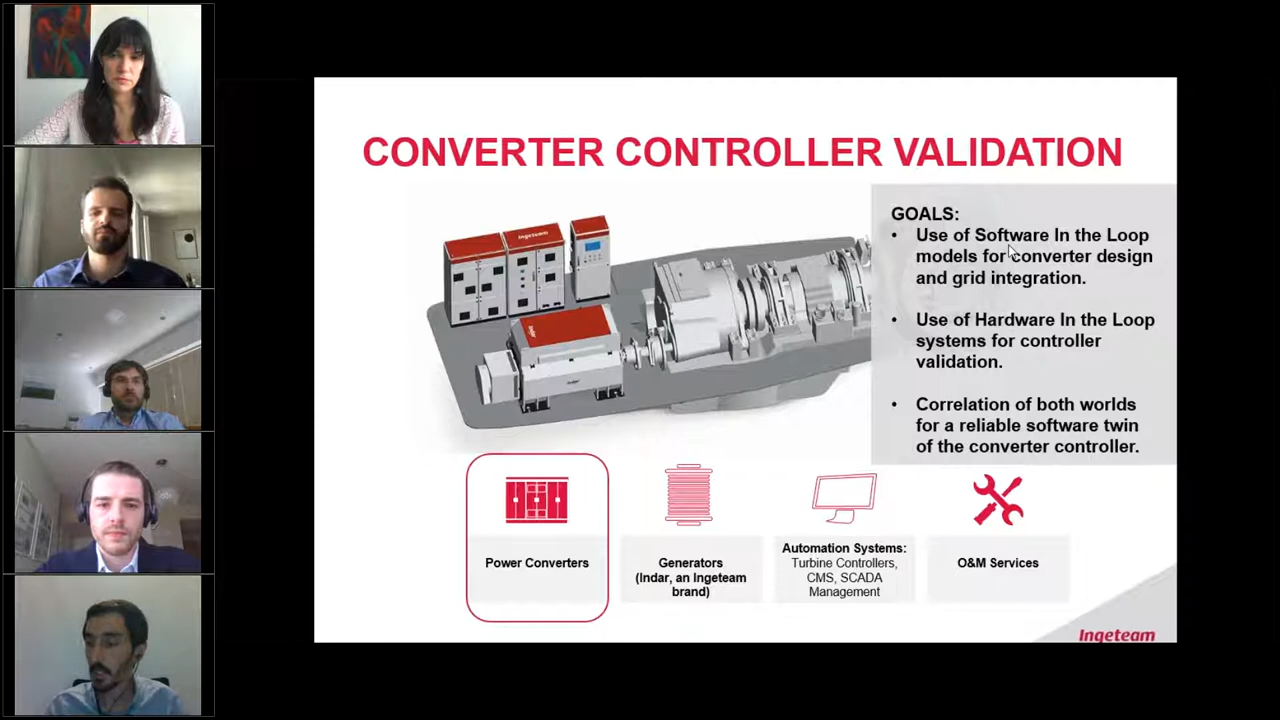 CONVERTER CONTROLLER VALIDATION
GOALS:
• Use of Software In the Loop
models for converter design
and grid integration.
• Use of Hardware In the Loop
systems for controller
validation.
• Correlation of both worlds
for a reliable software twin
of the converter controller.
Ingeteam
Power Converters
Generators
(Indar, an Ingeteam
brand)
Automation Systems:
Turbine Controllers,
CMS, SCADA
Management
O&M Services
Ingeteam